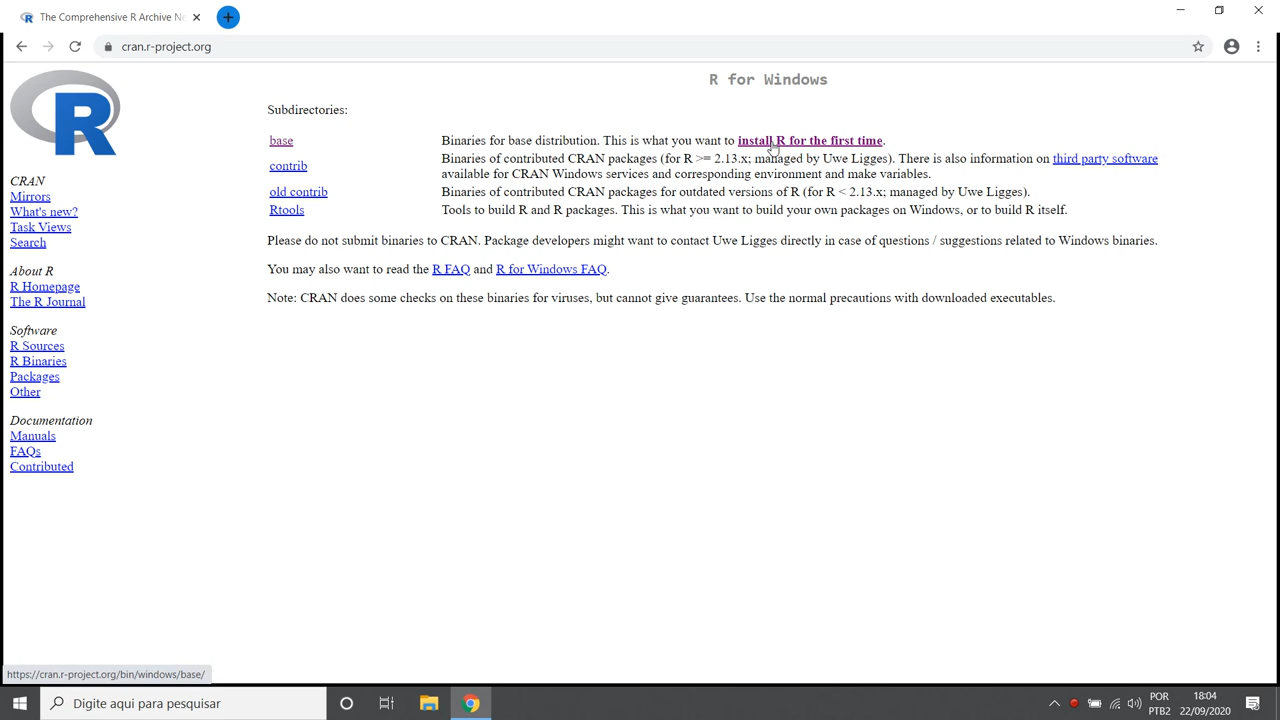 The Comprehensive R Archive Ne
cran.r-project.org
R
CRAN
Mirrors
What's new?
Task Views
Search
About R
R Homepage
The R Journal
Software
R Sources
R Binaries
Packages
Other
Documentation
Manuals
FAQs
Contributed
R for Windows
Subdirectories:
base Binaries for base distribution. This is what you want to install R for the first time.
contrib Binaries of contributed CRAN packages (for R >= 2.13.x; managed by Uwe Ligges). There is also information on third party software
available for CRAN Windows services and corresponding environment and make variables.
old contrib Binaries of contributed CRAN packages for outdated versions of R (for R < 2.13.x; managed by Uwe Ligges).
Rtools Tools to build R and R packages. This is what you want to build your own packages on Windows, or to build R itself.
Please do not submit binaries to CRAN. Package developers might want to contact Uwe Ligges directly in case of questions / suggestions related to Windows binaries.
You may also want to read the R FAQ and R for Windows FAQ.
Note: CRAN does some checks on these binaries for viruses, but cannot give guarantees. Use the normal precautions with downloaded executables.
https://cran.r-project.org/bin/windows/base/
Digite aqui para pesquisar
POR
PTB2
18:04
22/09/2020